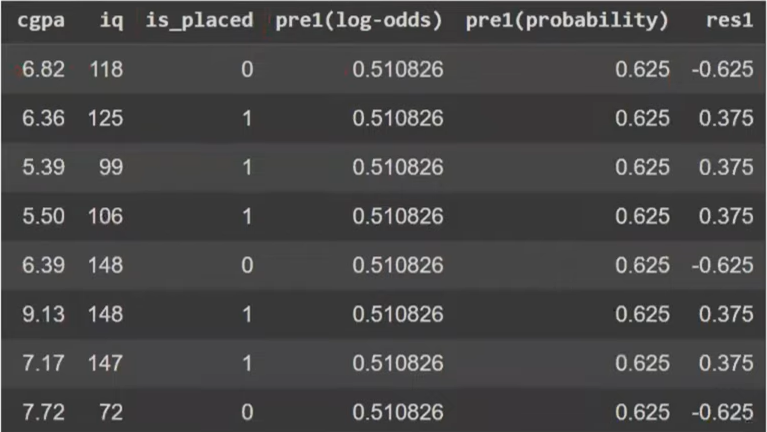 cgpa iq is_placed pre1(log-odds) pre1(probability) res1
6.82 118 0 0.510826 0.625 -0.625
6.36 125 1 0.510826 0.625 0.375
5.39 99 1 0.510826 0.625 0.375
5.50 106 1 0.510826 0.625 0.375
6.39 148 0 0.510826 0.625 -0.625
9.13 148 1 0.510826 0.625 0.375
7.17 147 1 0.510826 0.625 0.375
7.72 72 0 0.510826 0.625 -0.625